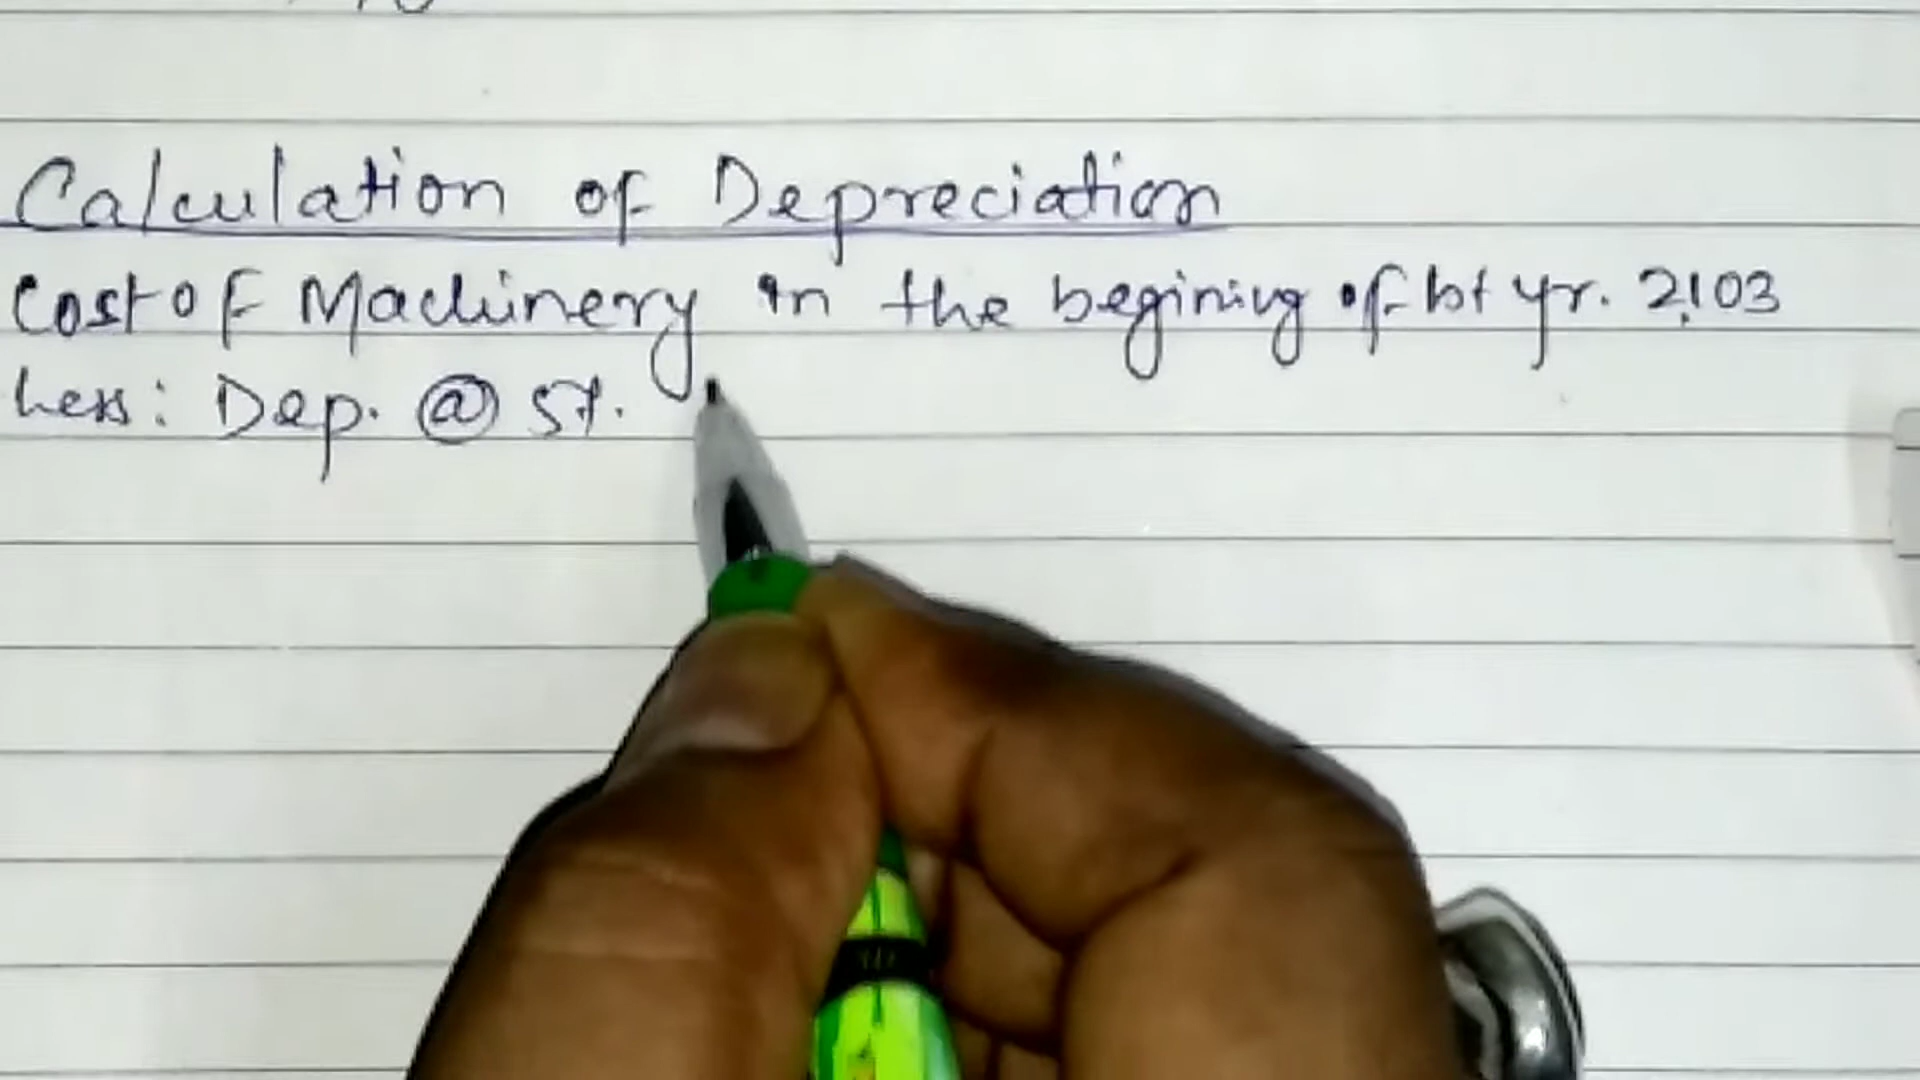 Calculation of Depreciation
Cost of Machinery in the begining of 1st yr. 2,103
Less: Dep. @ 5%.